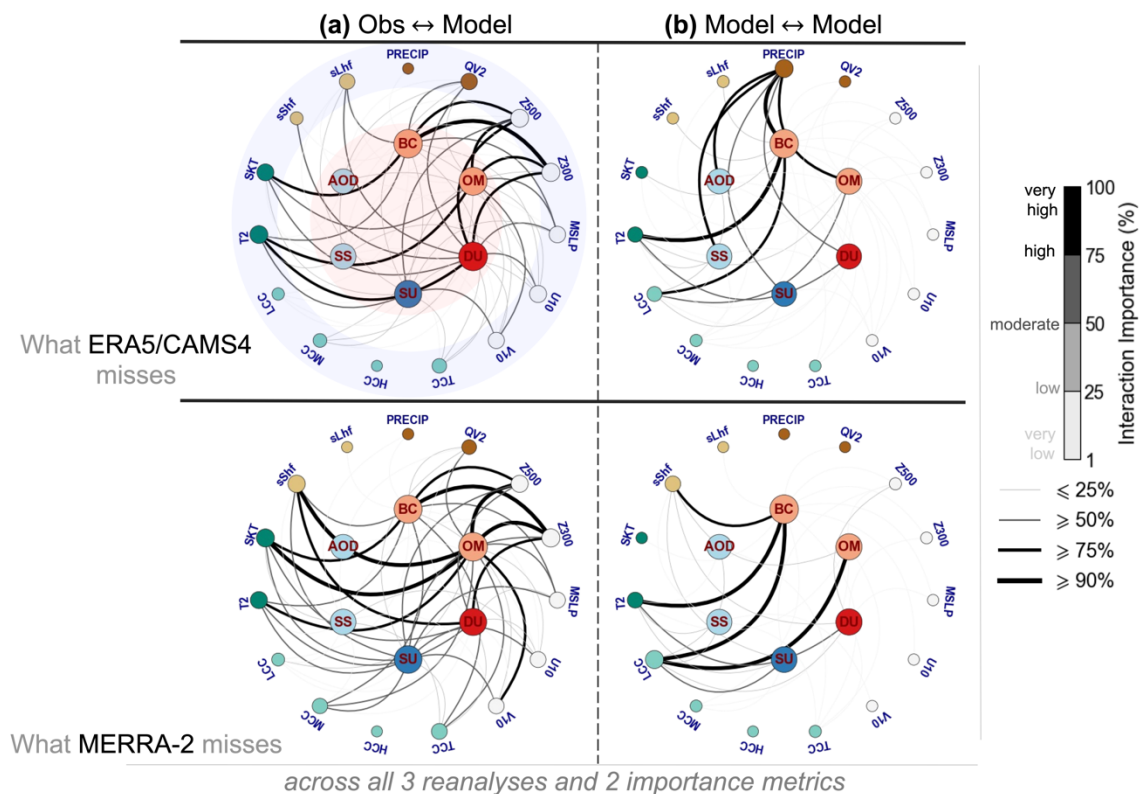 (a) Obs ↔ Model
(b) Model ↔ Model
PRECIP
QV2
Z500
Z300
MSLP
U10
V10
TCC
HCC
MCC
LCC
T2
SKT
sShf
sLhf
BC
OM
DU
SU
SS
AOD
PRECIP
QV2
Z500
Z300
MSLP
U10
V10
TCC
HCC
MCC
LCC
T2
SKT
sShf
sLhf
BC
OM
DU
SU
SS
AOD
What ERA5/CAMS4
misses
PRECIP
QV2
Z500
Z300
MSLP
U10
V10
TCC
HCC
MCC
LCC
T2
SKT
sShf
sLhf
BC
OM
DU
SU
SS
AOD
PRECIP
QV2
Z500
Z300
MSLP
U10
V10
TCC
HCC
MCC
LCC
T2
SKT
sShf
sLhf
BC
OM
DU
SU
SS
AOD
What MERRA-2 misses
very
high
high
moderate
low
very
low
100
75
50
25
1
Interaction Importance (%)
⩽ 25%
⩾ 50%
⩾ 75%
⩾ 90%
across all 3 reanalyses and 2 importance metrics